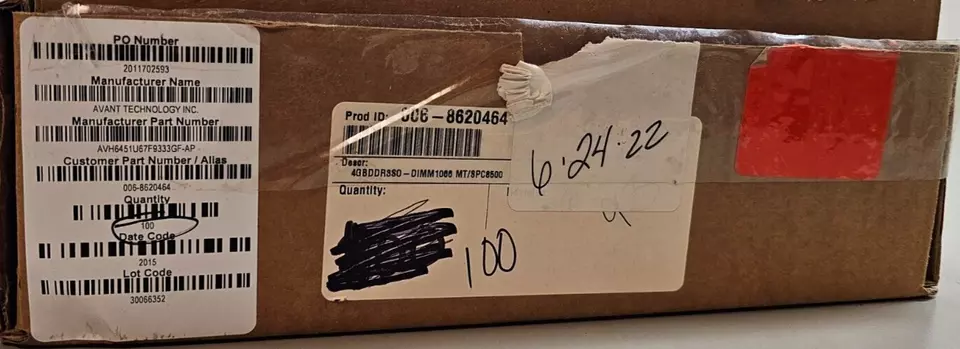 PO Number
2011702593
Manufacturer Name
AVANT TECHNOLOGY INC.
Manufacturer Part Number
AVH6451U67F9333GF-AP
Customer Part Number / Alias
006-8620464
Quantity
100
Date Code
2015
Lot Code
30066352
Prod ID: 006-8620464
Descr:
4GBDDR3SO-DIMM1066 MT/SPC8500
Quantity:
100
6.24.22